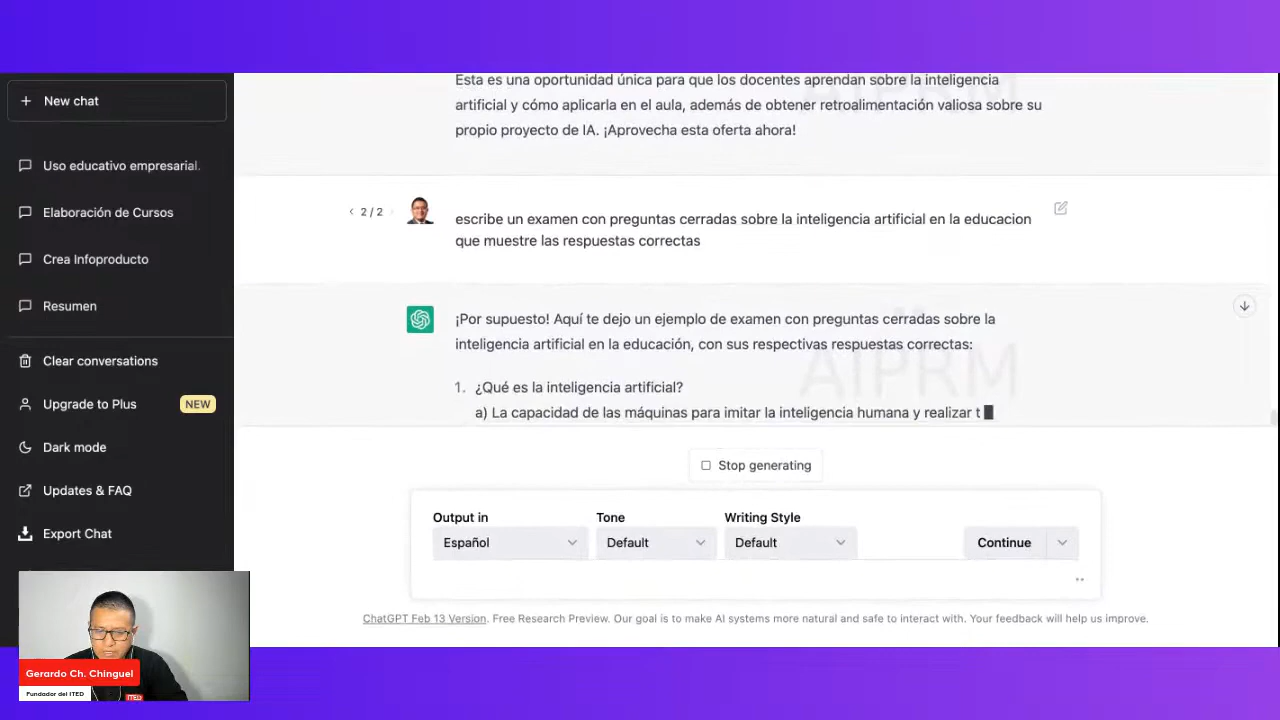 Esta es una oportunidad única para que los docentes aprendan sobre la inteligencia
artificial y cómo aplicarla en el aula, además de obtener retroalimentación valiosa sobre su
propio proyecto de IA. ¡Aprovecha esta oferta ahora!
AIPRM
New chat
Uso educativo empresarial.
Elaboración de Cursos
Crea Infoproducto
Resumen
Clear conversations
Upgrade to Plus NEW
Dark mode
Updates & FAQ
Export Chat
2 / 2
escribe un examen con preguntas cerradas sobre la inteligencia artificial en la educacion
que muestre las respuestas correctas
¡Por supuesto! Aquí te dejo un ejemplo de examen con preguntas cerradas sobre la
inteligencia artificial en la educación, con sus respectivas respuestas correctas:
AIPRM
1. ¿Qué es la inteligencia artificial?
a) La capacidad de las máquinas para imitar la inteligencia humana y realizar t
Stop generating
Output in Tone Writing Style
Español Default Default Continue
ChatGPT Feb 13 Version. Free Research Preview. Our goal is to make AI systems more natural and safe to interact with. Your feedback will help us improve.
Gerardo Ch. Chinguel
Fundador del ITED
ITED